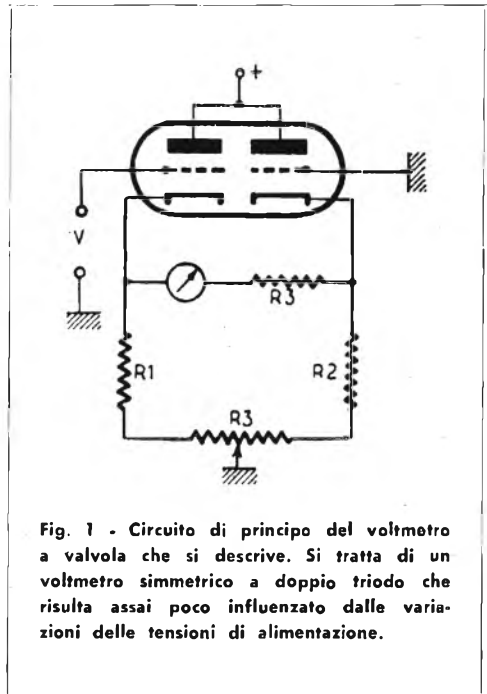 +
V
R3
R1
R2
R3
Fig. 1 - Circuito di principo del voltmetro
a valvola che si descrive. Si tratta di un
voltmetro simmetrico a doppio triodo che
risulta assai poco influenzato dalle varia-
zioni delle tensioni di alimentazione.